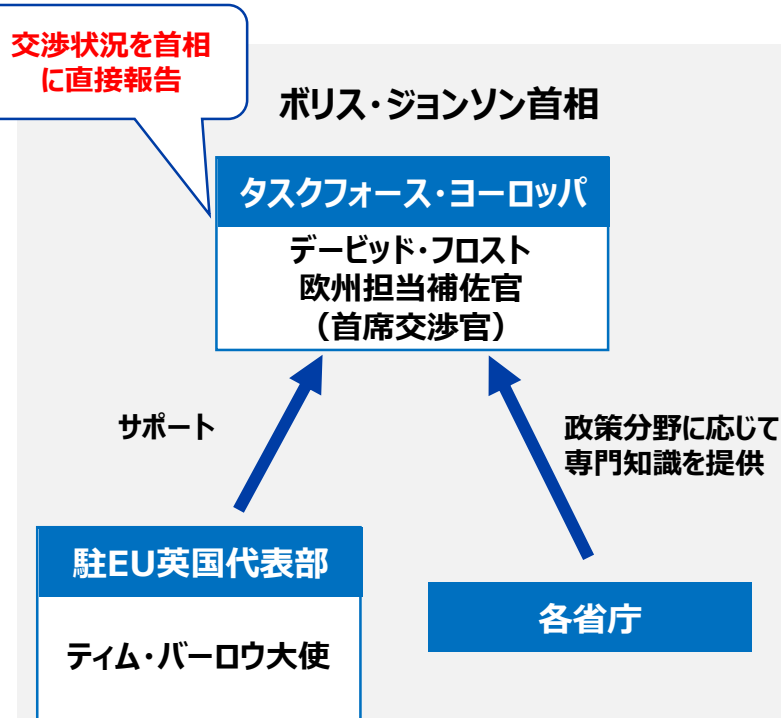 交渉状況を首相
に直接報告
ボリス・ジョンソン首相
タスクフォース・ヨーロッパ
デービッド・フロスト
欧州担当補佐官
（首席交渉官）
サポート
政策分野に応じて
専門知識を提供
駐EU英国代表部
ティム・バーロウ大使
各省庁